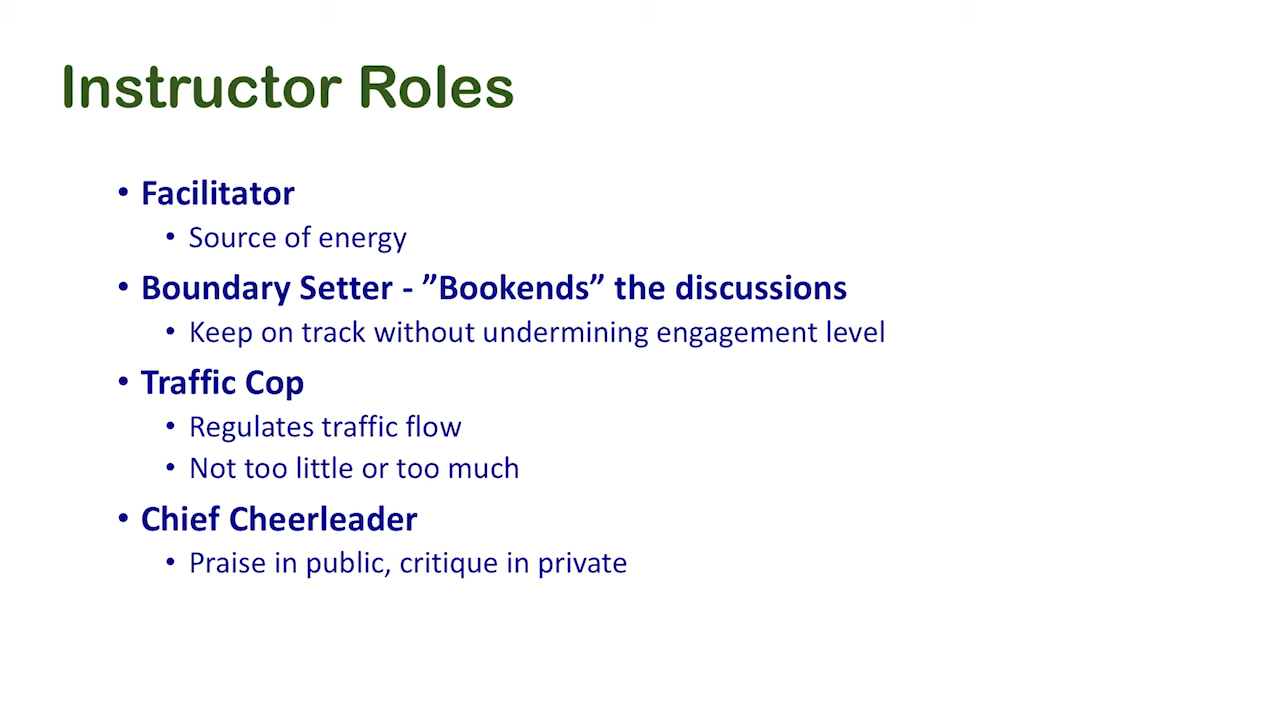 Instructor Roles
• Facilitator
• Source of energy
• Boundary Setter - ”Bookends” the discussions
• Keep on track without undermining engagement level
• Traffic Cop
• Regulates traffic flow
• Not too little or too much
• Chief Cheerleader
• Praise in public, critique in private